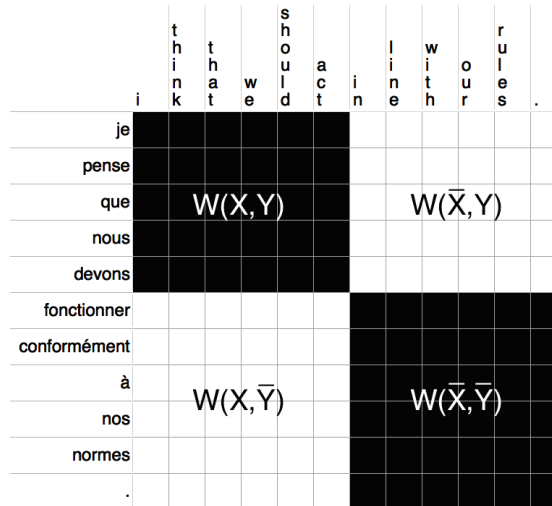 i think that we should act in line with our rules .
je
pense
que
W(X,Y) W(X̅,Y)
nous
devons
fonctionner
conformément
à
W(X,Y̅) W(X̅,Y̅)
nos
normes
.